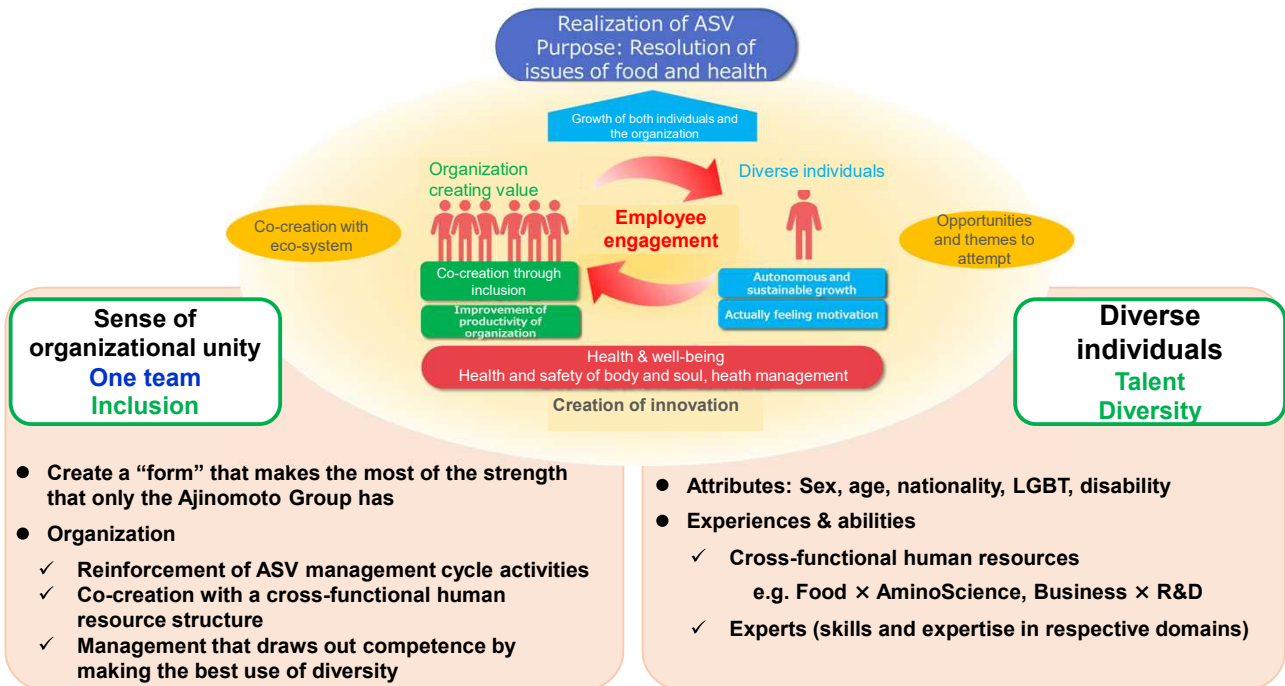 Realization of ASV
Purpose: Resolution of
issues of food and health
Growth of both individuals and
the organization
Organization
creating value
Diverse individuals
Co-creation with
eco-system
Employee
engagement
Opportunities
and themes to
attempt
Co-creation through
inclusion
Improvement of
productivity of
organization
Autonomous and
sustainable growth
Actually feeling motivation
Health & well-being
Health and safety of body and soul, heath management
Creation of innovation
Sense of
organizational unity
One team
Inclusion
● Create a “form” that makes the most of the strength
that only the Ajinomoto Group has
● Organization
✓ Reinforcement of ASV management cycle activities
✓ Co-creation with a cross-functional human
resource structure
✓ Management that draws out competence by
making the best use of diversity
Diverse
individuals
Talent
Diversity
● Attributes: Sex, age, nationality, LGBT, disability
● Experiences & abilities
✓ Cross-functional human resources
e.g. Food × AminoScience, Business × R&D
✓ Experts (skills and expertise in respective domains)